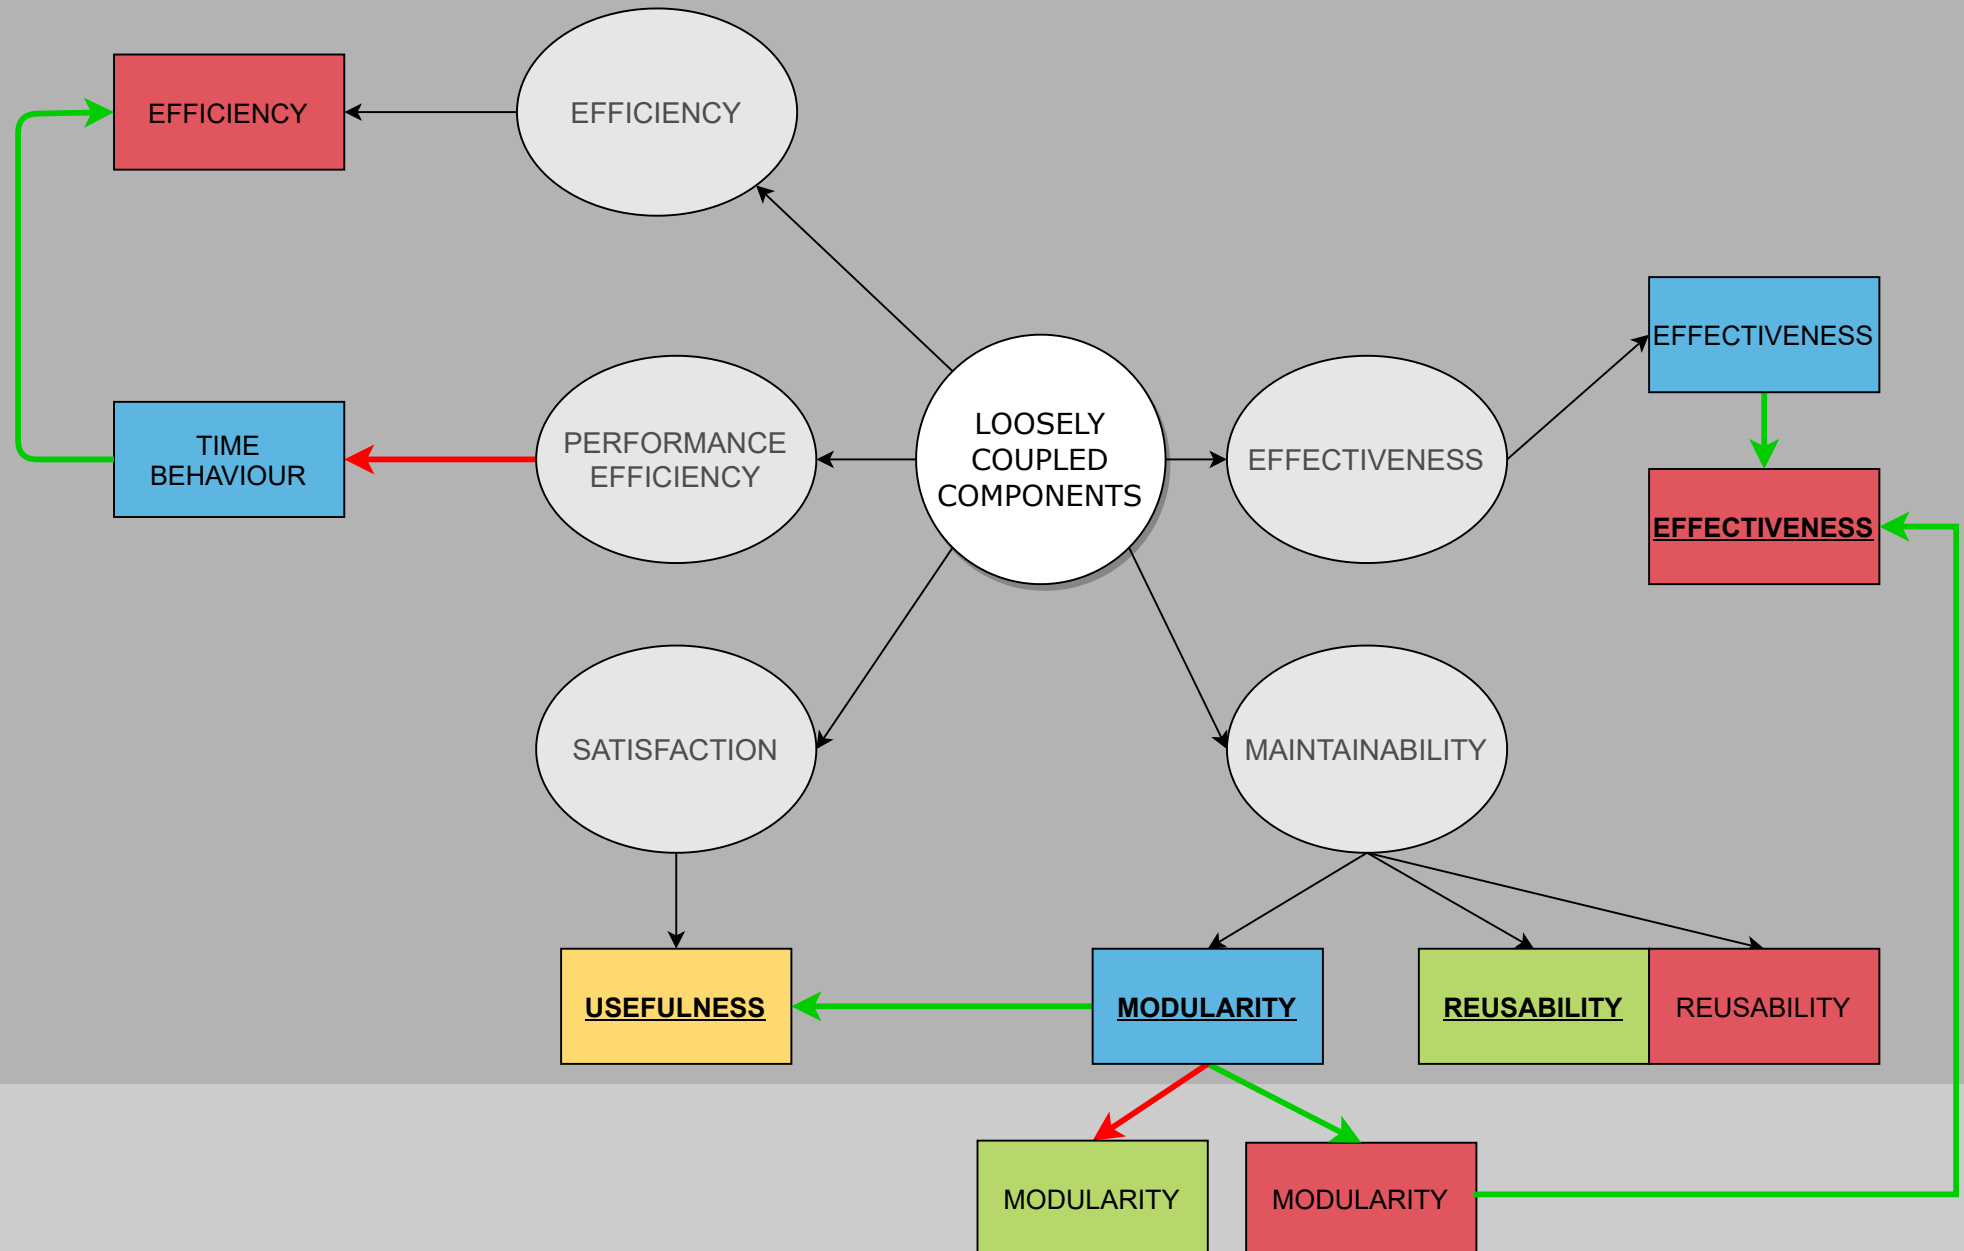 EFFICIENCY
EFFICIENCY
EFFECTIVENESS
TIME
BEHAVIOUR
PERFORMANCE
EFFICIENCY
LOOSELY
COUPLED
COMPONENTS
EFFECTIVENESS
EFFECTIVENESS
SATISFACTION
MAINTAINABILITY
USEFULNESS
MODULARITY
REUSABILITY
REUSABILITY
MODULARITY
MODULARITY